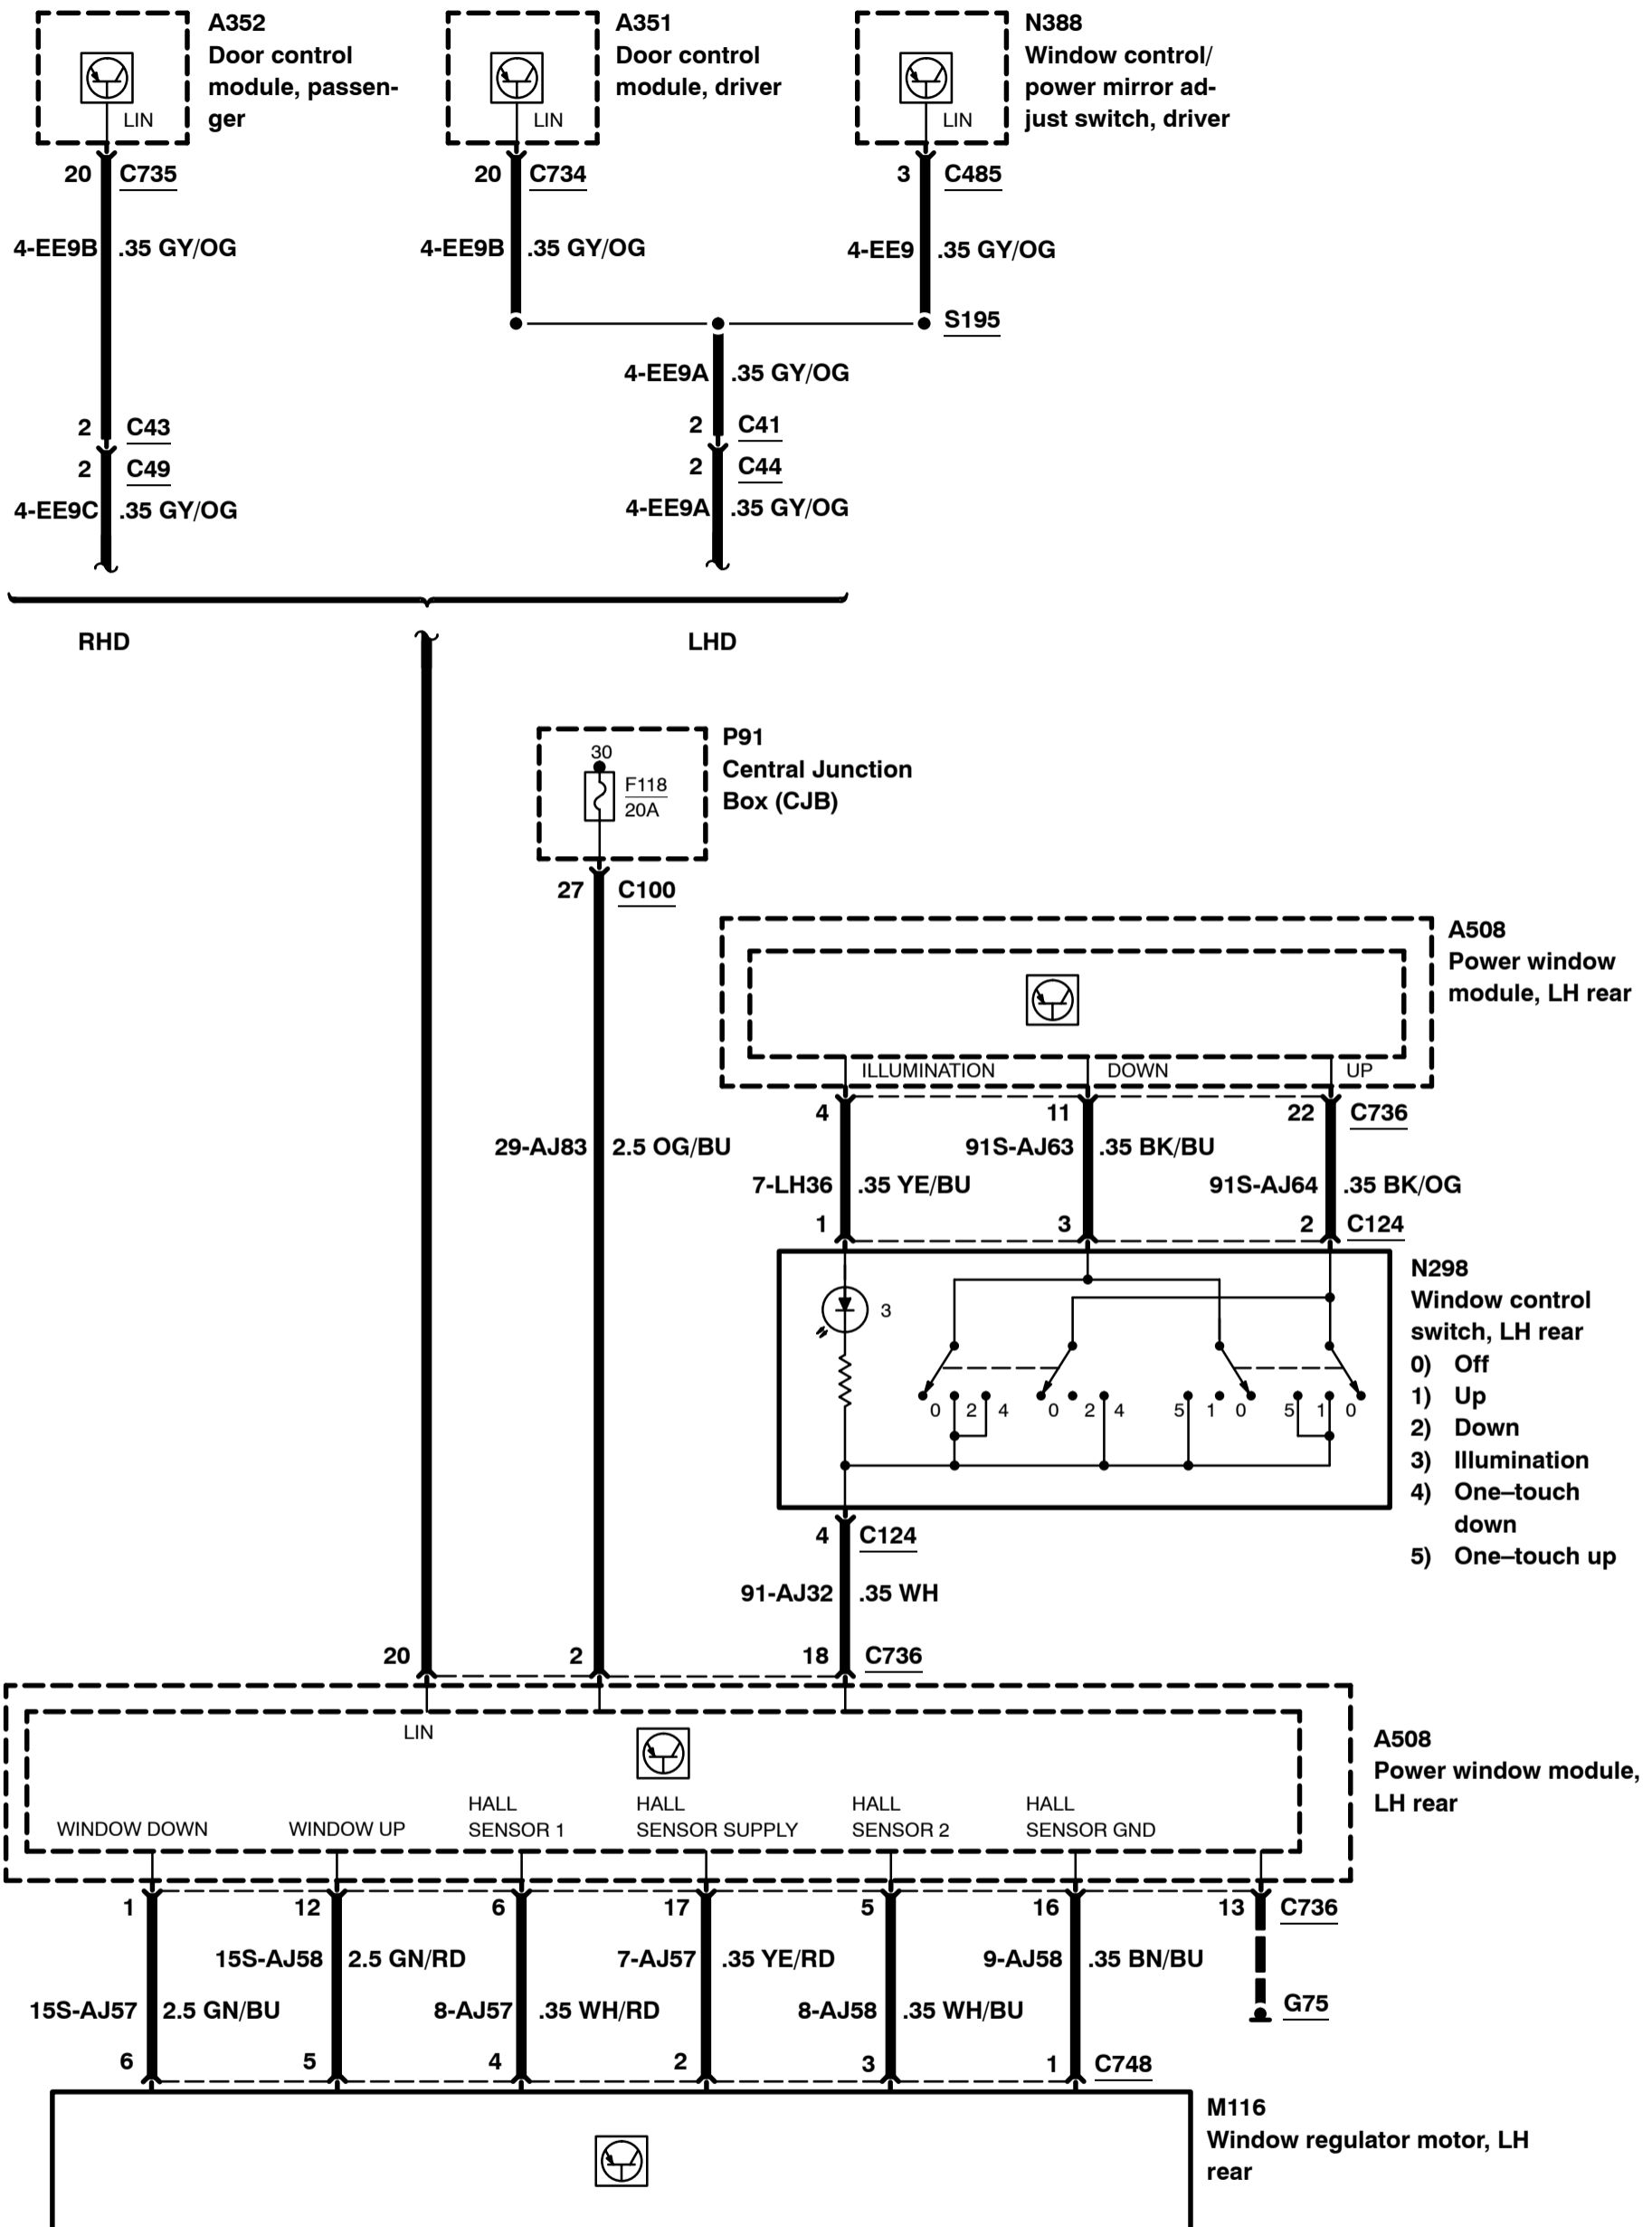 A352
Door control
module, passen-
ger
LIN
A351
Door control
module, driver
LIN
N388
Window control/
power mirror ad-
just switch, driver
LIN
20 C735
20 C734
3 C485
4-EE9B .35 GY/OG
4-EE9B .35 GY/OG
4-EE9 .35 GY/OG
S195
4-EE9A .35 GY/OG
2 C43
2 C41
2 C49
2 C44
4-EE9C .35 GY/OG
4-EE9A .35 GY/OG
RHD
LHD
P91
Central Junction
Box (CJB)
30
F118
20A
27 C100
A508
Power window
module, LH rear
ILLUMINATION DOWN UP
4 11 22 C736
29-AJ83 2.5 OG/BU
91S-AJ63 .35 BK/BU
7-LH36 .35 YE/BU
91S-AJ64 .35 BK/OG
1 3 2 C124
N298
Window control
switch, LH rear
0) Off
1) Up
2) Down
3) Illumination
4) One–touch
down
5) One–touch up
3
0 2 4 0 2 4 5 1 0 5 1 0
4 C124
91-AJ32 .35 WH
20 2 18 C736
LIN
A508
Power window module,
LH rear
WINDOW DOWN
WINDOW UP
HALL
SENSOR 1
HALL
SENSOR SUPPLY
HALL
SENSOR 2
HALL
SENSOR GND
1 12 6 17 5 16 13 C736
15S-AJ58 2.5 GN/RD
7-AJ57 .35 YE/RD
9-AJ58 .35 BN/BU
15S-AJ57 2.5 GN/BU
8-AJ57 .35 WH/RD
8-AJ58 .35 WH/BU
G75
6 5 4 2 3 1 C748
M116
Window regulator motor, LH
rear